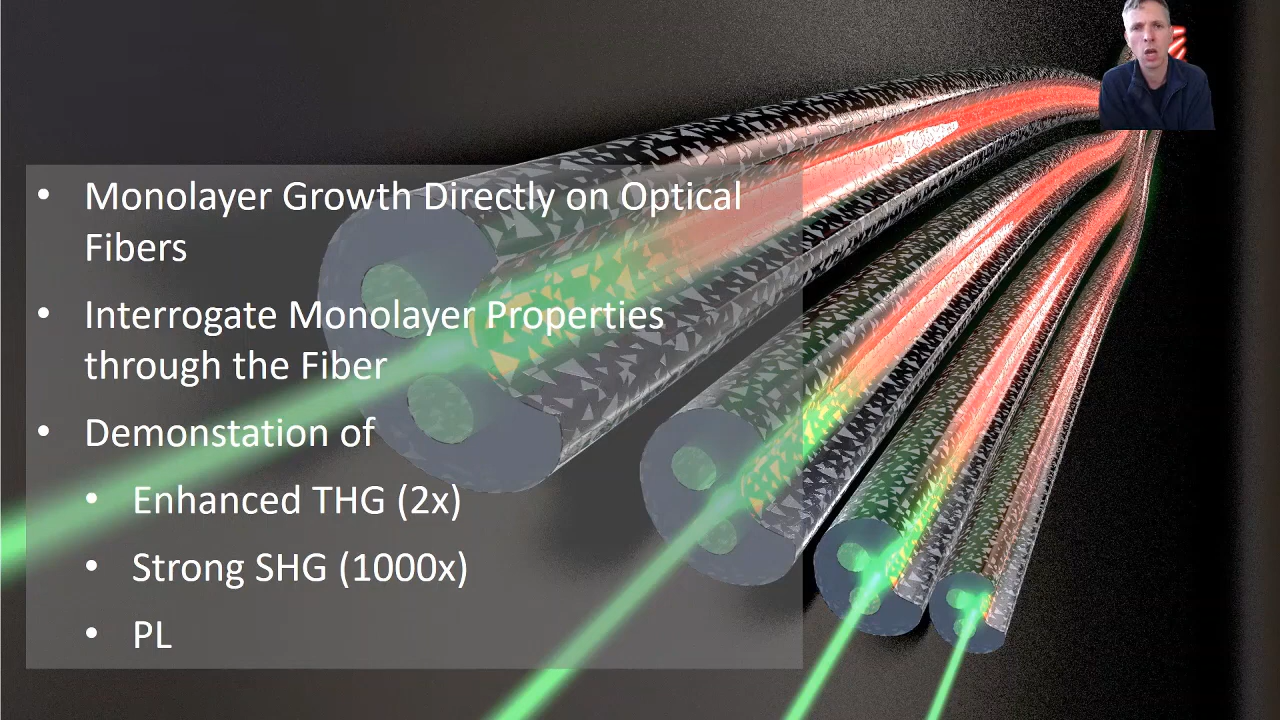 • Monolayer Growth Directly on Optical
Fibers
• Interrogate Monolayer Properties
through the Fiber
• Demonstation of
• Enhanced THG (2x)
• Strong SHG (1000x)
• PL